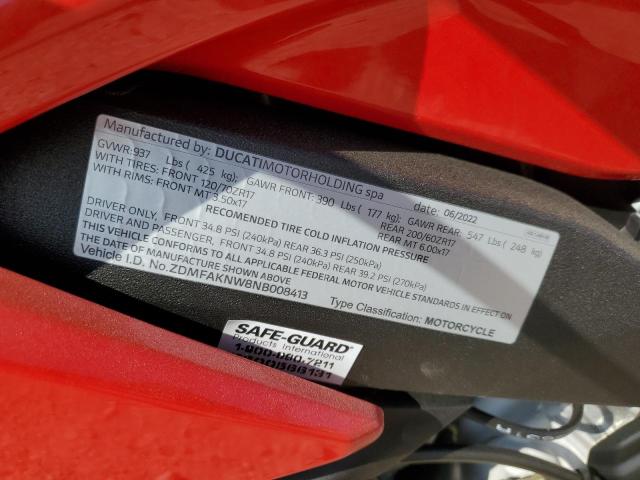 Manufactured by: DUCATIMOTORHOLDING spa date: 06/2022
GVWR:937 Lbs ( 425 kg); GAWR FRONT: 390 Lbs ( 177 kg); GAWR REAR: 547 Lbs ( 248 kg)
WITH TIRES: FRONT 120/70ZR17 REAR 200/60ZR17
WITH RIMS: FRONT MT 3.50x17 REAR MT 6.00x17
RECOMENDED TIRE COLD INFLATION PRESSURE
DRIVER ONLY, FRONT 34.8 PSI (240kPa) REAR 36.3 PSI (250kPa)
DRIVER AND PASSENGER, FRONT 34.8 PSI (240kPa) REAR 39.2 PSI (270kPa)
THIS VEHICLE CONFORMS TO ALL APPLICABLE FEDERAL MOTOR VEHICLE STANDARDS IN EFFECT ON
THE DATE OF MANUFACTURE SHOWN ABOVE
Vehicle I.D. No. ZDMFAKNW8NB008413 Type Classification: MOTORCYCLE
SAFE-GUARD
Products International